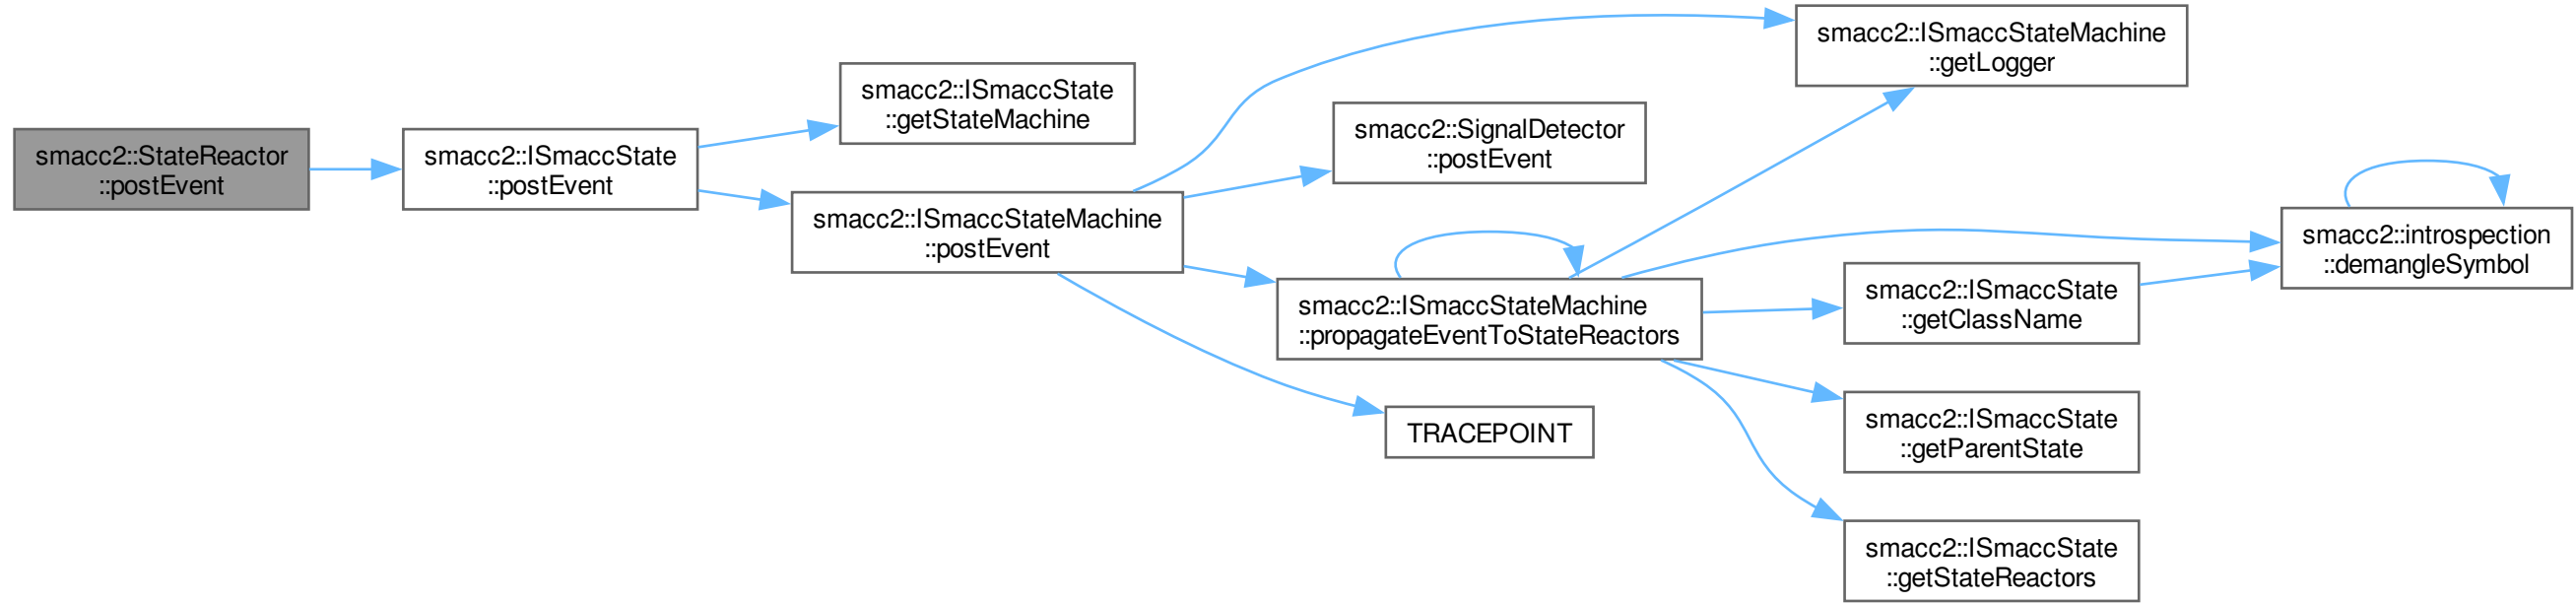 smacc2::StateReactor
::postEvent
smacc2::ISmaccState
::postEvent
smacc2::ISmaccState
::getStateMachine
smacc2::ISmaccStateMachine
::postEvent
smacc2::ISmaccStateMachine
::getLogger
smacc2::SignalDetector
::postEvent
smacc2::ISmaccStateMachine
::propagateEventToStateReactors
TRACEPOINT
smacc2::introspection
::demangleSymbol
smacc2::ISmaccState
::getClassName
smacc2::ISmaccState
::getParentState
smacc2::ISmaccState
::getStateReactors